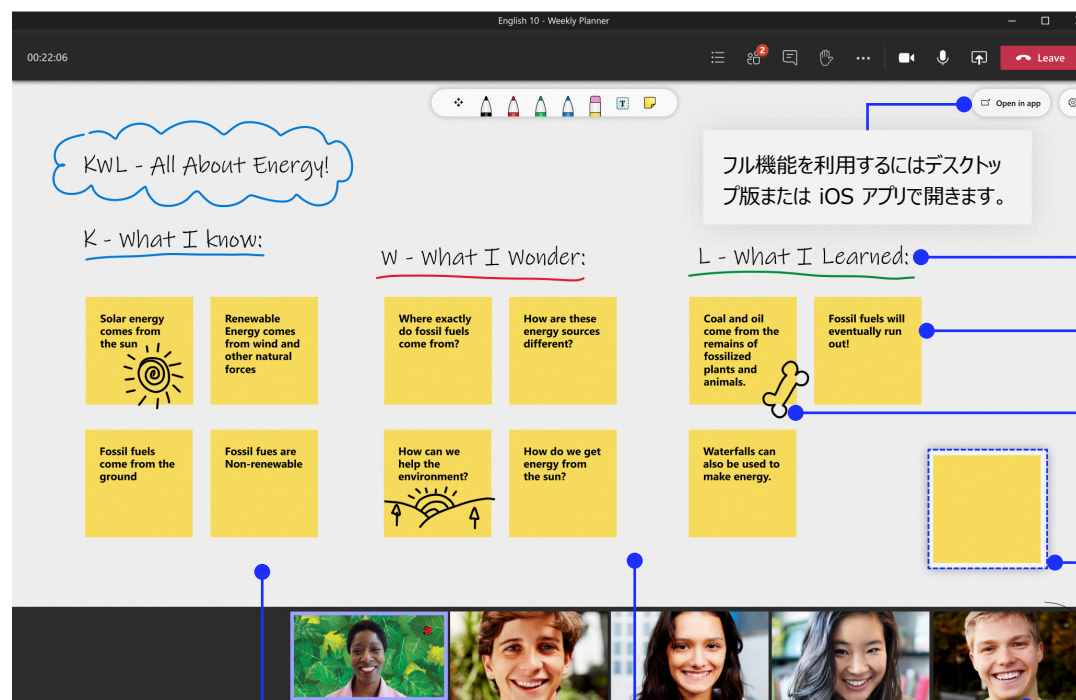 English 10 - Weekly Planner
00:22:06
2
Leave
T
Open in app
フル機能を利用するにはデスクトッ
プ版または iOS アプリで開きます。
KWL - All About Energy!
K - What I know:
W - What I Wonder:
L - What I Learned:
Solar energy
comes from
the sun
Renewable
Energy comes
from wind and
other natural
forces
Where exactly
do fossil fuels
come from?
How are these
energy sources
different?
Coal and oil
come from the
remains of
fossilized
plants and
animals.
Fossil fuels will
eventually run
out!
Fossil fuels
come from the
ground
Fossil fues are
Non-renewable
How can we
help the
environment?
How do we get
energy from
the sun?
Waterfalls can
also be used to
make energy.